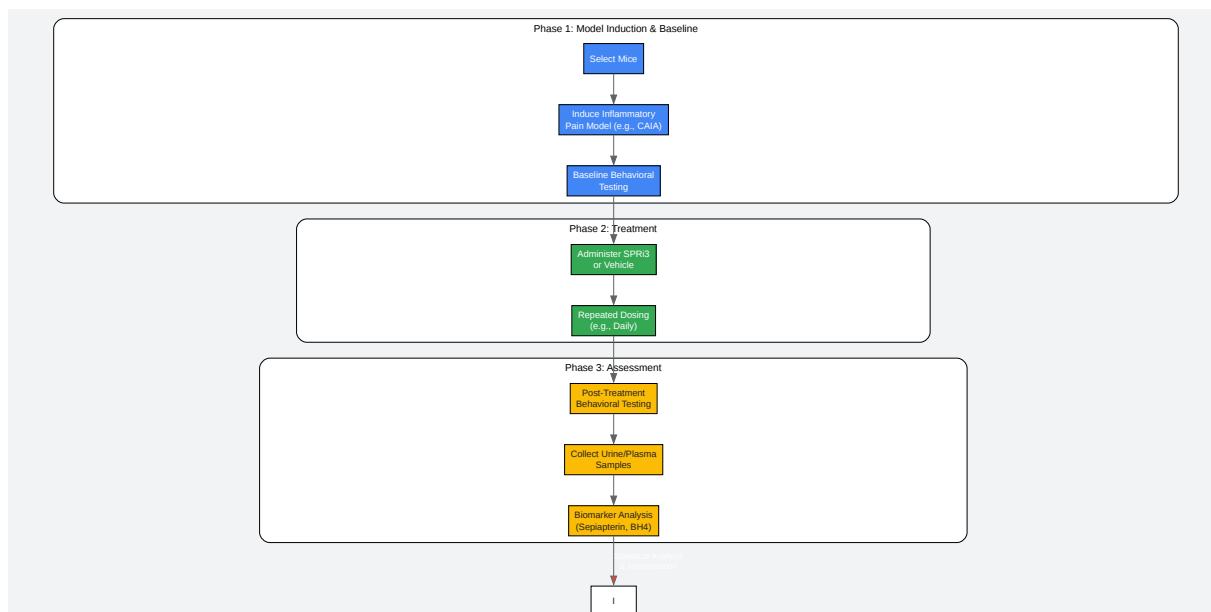 Phase 1: Model Induction & Baseline
Select Mice
Induce Inflammatory
Pain Model (e.g., CAIA)
Baseline Behavioral
Testing
Phase 2: Treatment
Administer SPRi3
or Vehicle
Repeated Dosing
(e.g., Daily)
Phase 3: Assessment
Post-Treatment
Behavioral Testing
Collect Urine/Plasma
Samples
Biomarker Analysis
(Sepiapterin, BH4)
I